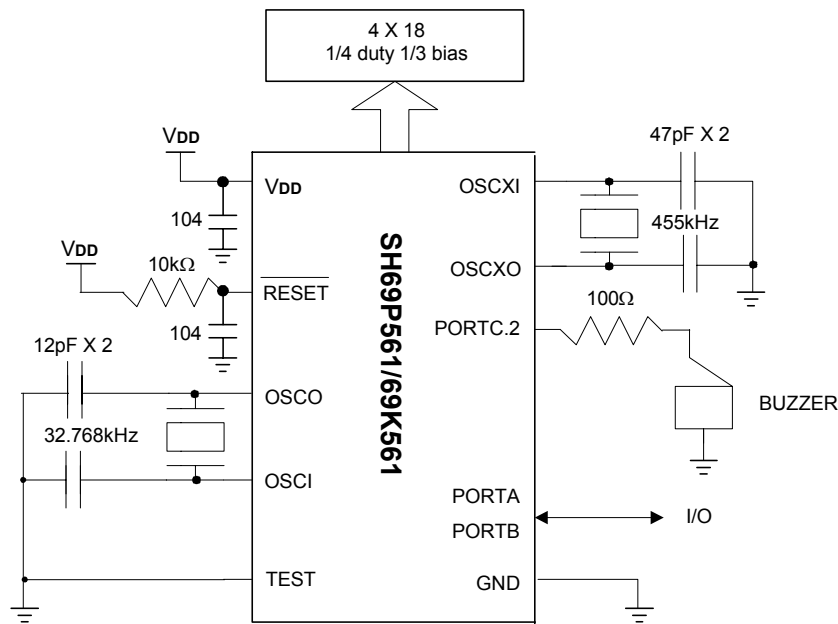 4 X 18
1/4 duty 1/3 bias
VDD
47pF X 2
VDD
OSCXI
104
455kHz
VDD
10kΩ
RESET
OSCXO
104
100Ω
PORTC.2
12pF X 2
OSCO
BUZZER
32.768kHz
OSCI
SH69P561/69K561
PORTA
PORTB
I/O
TEST
GND